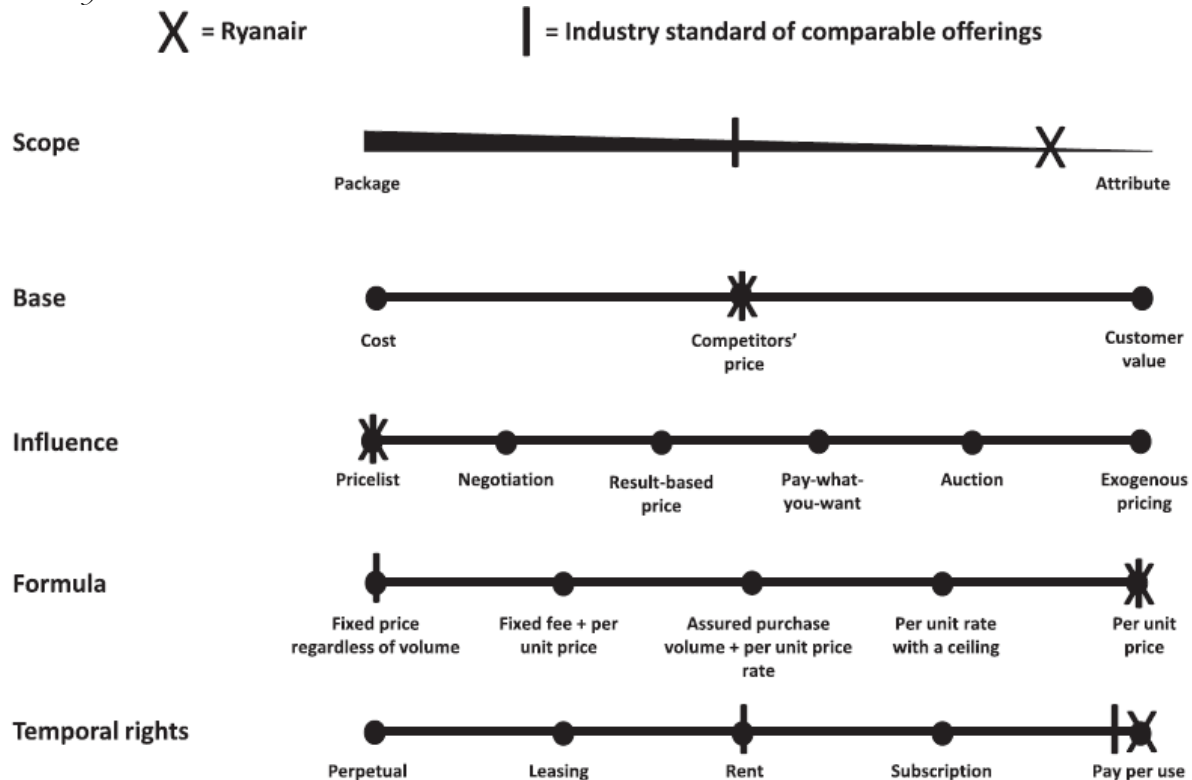 X = Ryanair | = Industry standard of comparable offerings
Scope
Package Attribute
Base
Cost Competitors' Customer
price value
Influence
Pricelist Negotiation Result-based Pay-what- Auction Exogenous
price you-want pricing
Formula
Fixed price Fixed fee + per Assured purchase Per unit rate Per unit
regardless of volume unit price volume + per unit price with a ceiling price
rate
Temporal rights
Perpetual Leasing Rent Subscription Pay per use